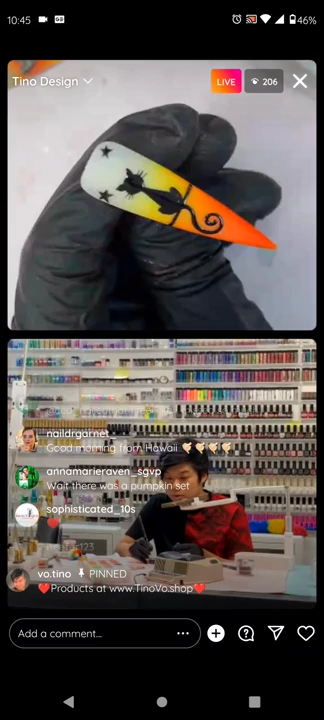 10:45
46%
Tino Design
LIVE
206
naildrgarnet
Good morning from Hawaii
annamarieraven_sgvp
Wait there was a pumpkin set
sophisticated_10s
vo.tino PINNED
Products at www.TinoVo.shop
Add a comment...